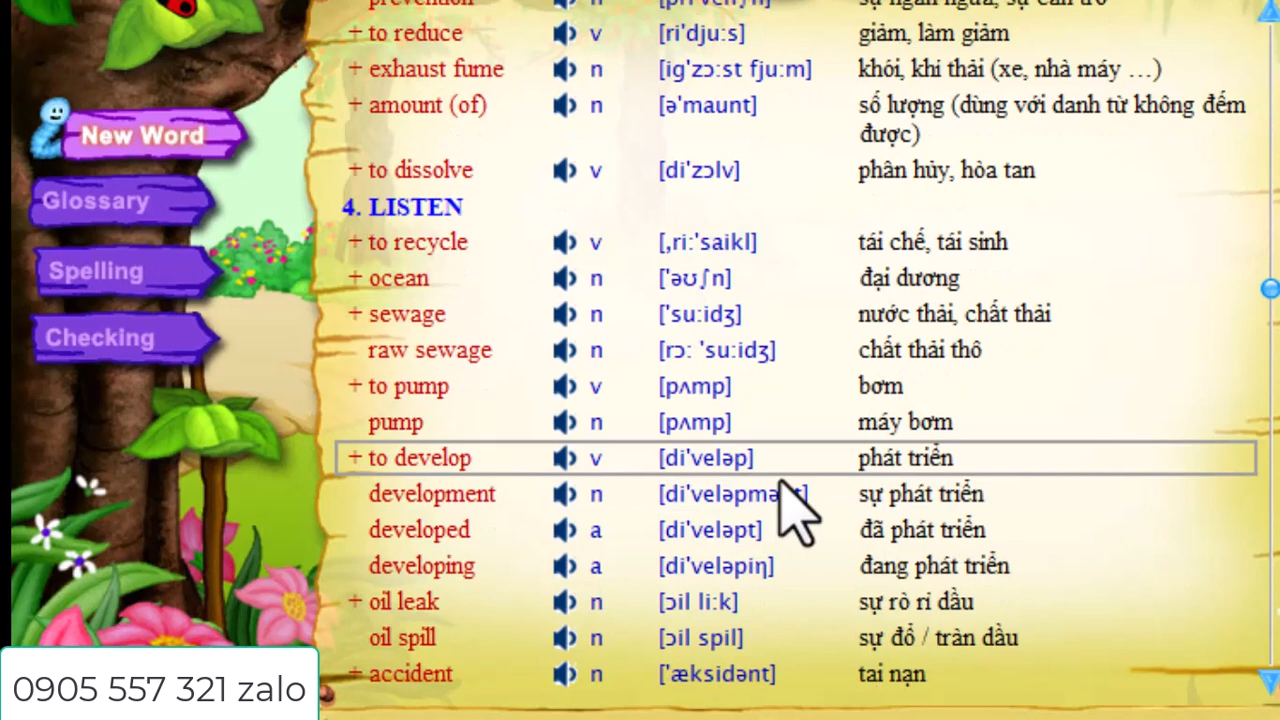 + to reduce v [ri'dju:s] giảm, làm giảm
+ exhaust fume n [ig'zɔ:st fju:m] khói, khi thải (xe, nhà máy …)
+ amount (of) n [ə'maunt] số lượng (dùng với danh từ không đếm
được)
+ to dissolve v [di'zɔlv] phân hủy, hòa tan
4. LISTEN
+ to recycle v [,ri:'saikl] tái chế, tái sinh
+ ocean n ['əʊʃn] đại dương
+ sewage n ['su:idʒ] nước thải, chất thải
raw sewage n [rɔ: 'su:idʒ] chất thải thô
+ to pump v [pʌmp] bơm
pump n [pʌmp] máy bơm
+ to develop v [di'veləp] phát triển
development n sự phát triển
developed a [di'veləpt] đã phát triển
developing a [di'veləpiη] đang phát triển
+ oil leak n [ɔil li:k] sự rò rỉ dầu
oil spill n [ɔil spil] sự đổ / tràn dầu
+ accident n ['æksidənt] tai nạn
New Word
Glossary
Spelling
Checking
0905 557 321 zalo